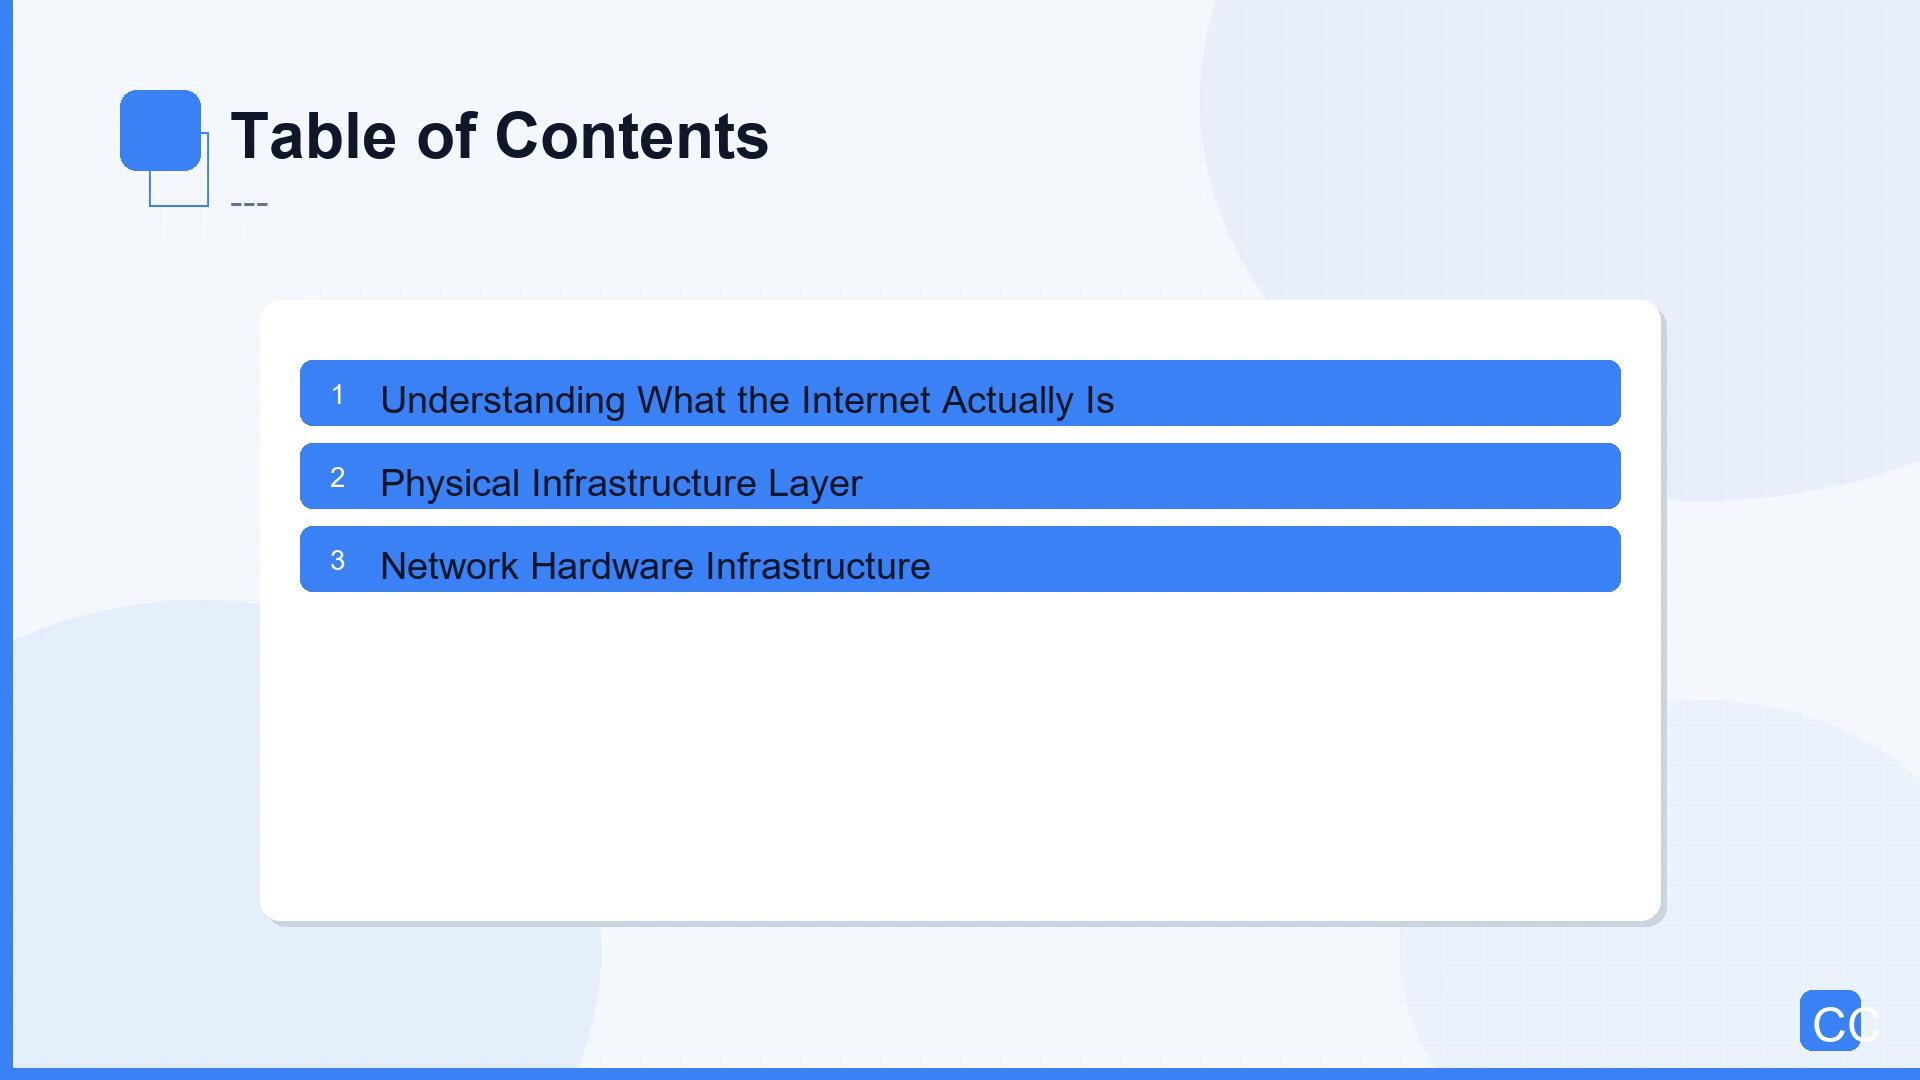 Table of Contents
---
1 Understanding What the Internet Actually Is
2 Physical Infrastructure Layer
3 Network Hardware Infrastructure
CC